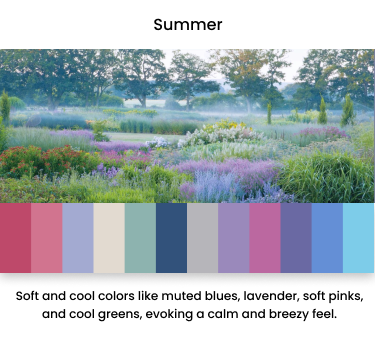 Summer
Soft and cool colors like muted blues, lavender, soft pinks,
and cool greens, evoking a calm and breezy feel.